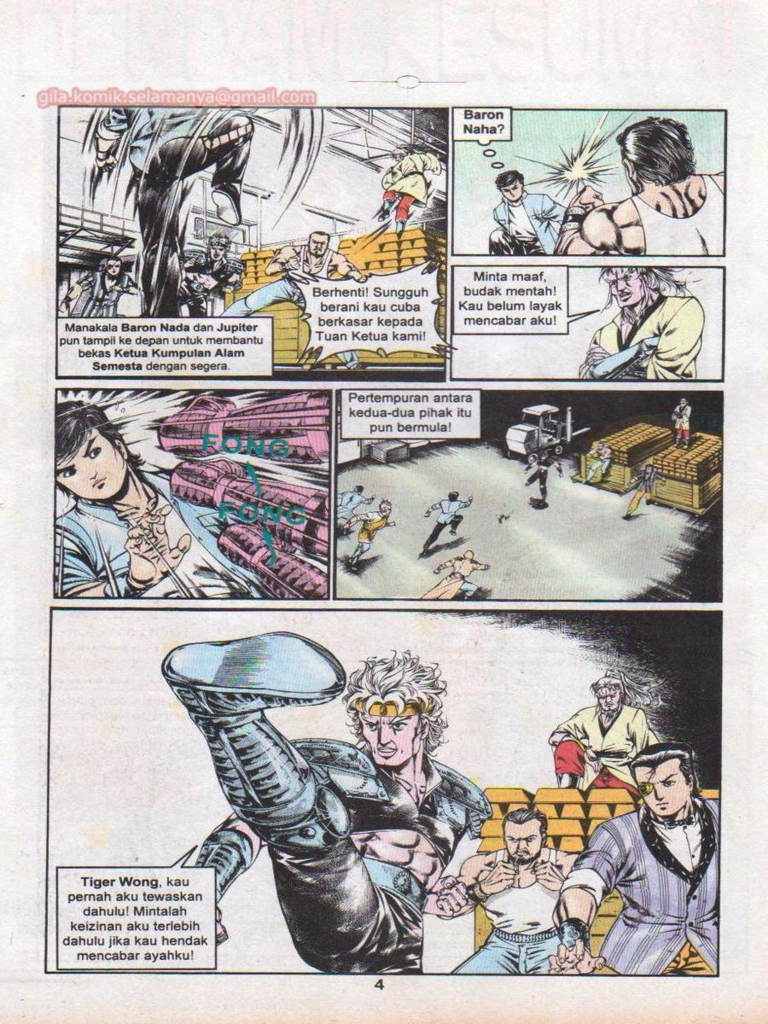 gila.komik.selamanya@gmail.com
Manakala Baron Nada dan Jupiter
pun tampil ke depan untuk membantu
bekas Ketua Kumpulan Alam
Semesta dengan segera.
Berhenti! Sungguh
berani kau cuba
berkasar kepada
Tuan Ketua kami!
Baron
Naha?
Minta maaf,
budak mentah!
Kau belum layak
mencabar aku!
FONG
FONG
Pertempuran antara
kedua-dua pihak itu
pun bermula!
Tiger Wong, kau
pernah aku tewaskan
dahulu! Mintalah
keizinan aku terlebih
dahulu jika kau hendak
mencabar ayahku!
4